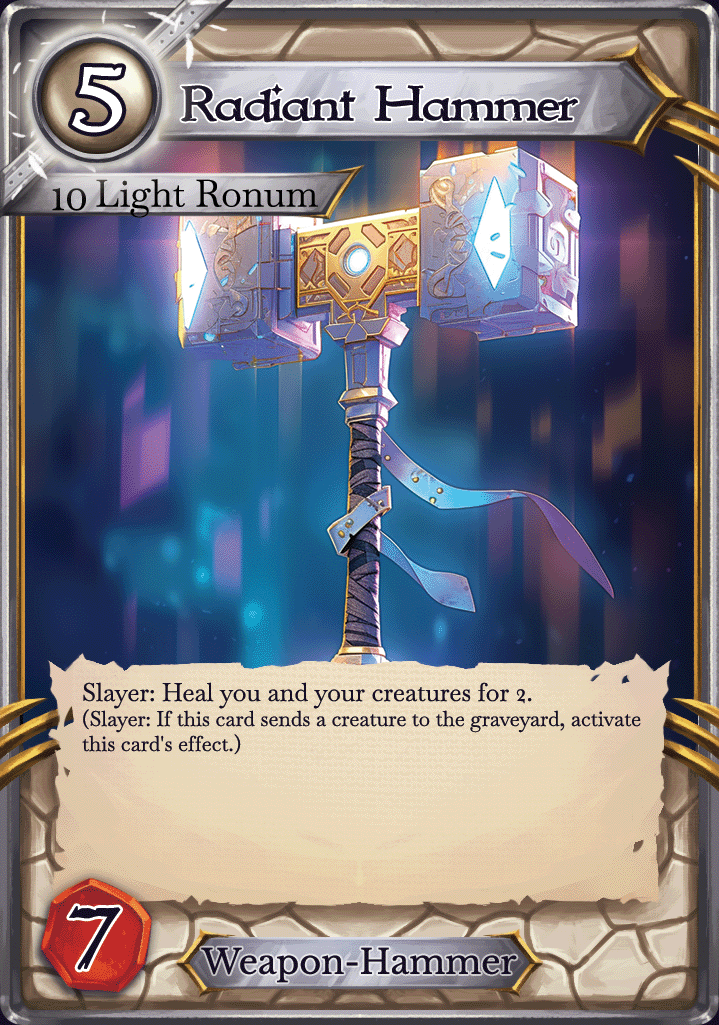 5
Radiant Hammer
10 Light Ronum
Slayer: Heal you and your creatures for 2.
(Slayer: If this card sends a creature to the graveyard, activate
this card's effect.)
7
Weapon-Hammer